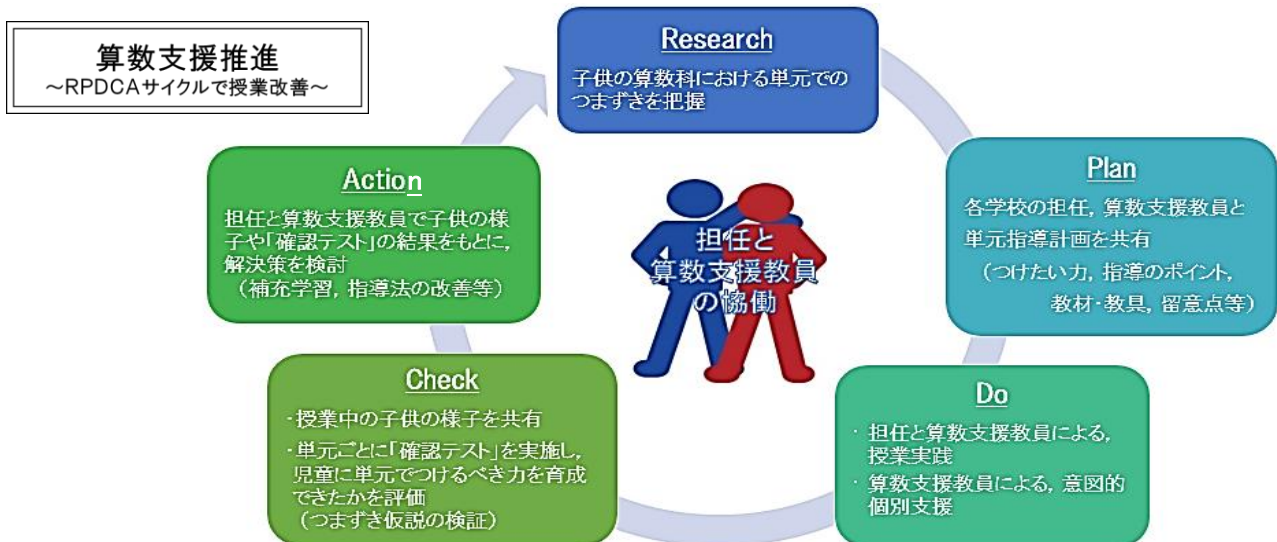 算数支援推進
～RPDCAサイクルで授業改善～
Research
子供の算数科における単元での
つまずきを把握
Plan
各学校の担任，算数支援教員と
単元指導計画を共有
（つけたい力，指導のポイント，
教材・教具，留意点等）
Do
・ 担任と算数支援教員による，
授業実践
・ 算数支援教員による，意図的
個別支援
Check
・授業中の子供の様子を共有
・単元ごとに「確認テスト」を実施し，
児童に単元でつけるべき力を育成
できたかを評価
（つまずき仮説の検証）
Action
担任と算数支援教員で子供の様
子や「確認テスト」の結果をもとに，
解決策を検討
（補充学習，指導法の改善等）
担任と
算数支援教員
の協働